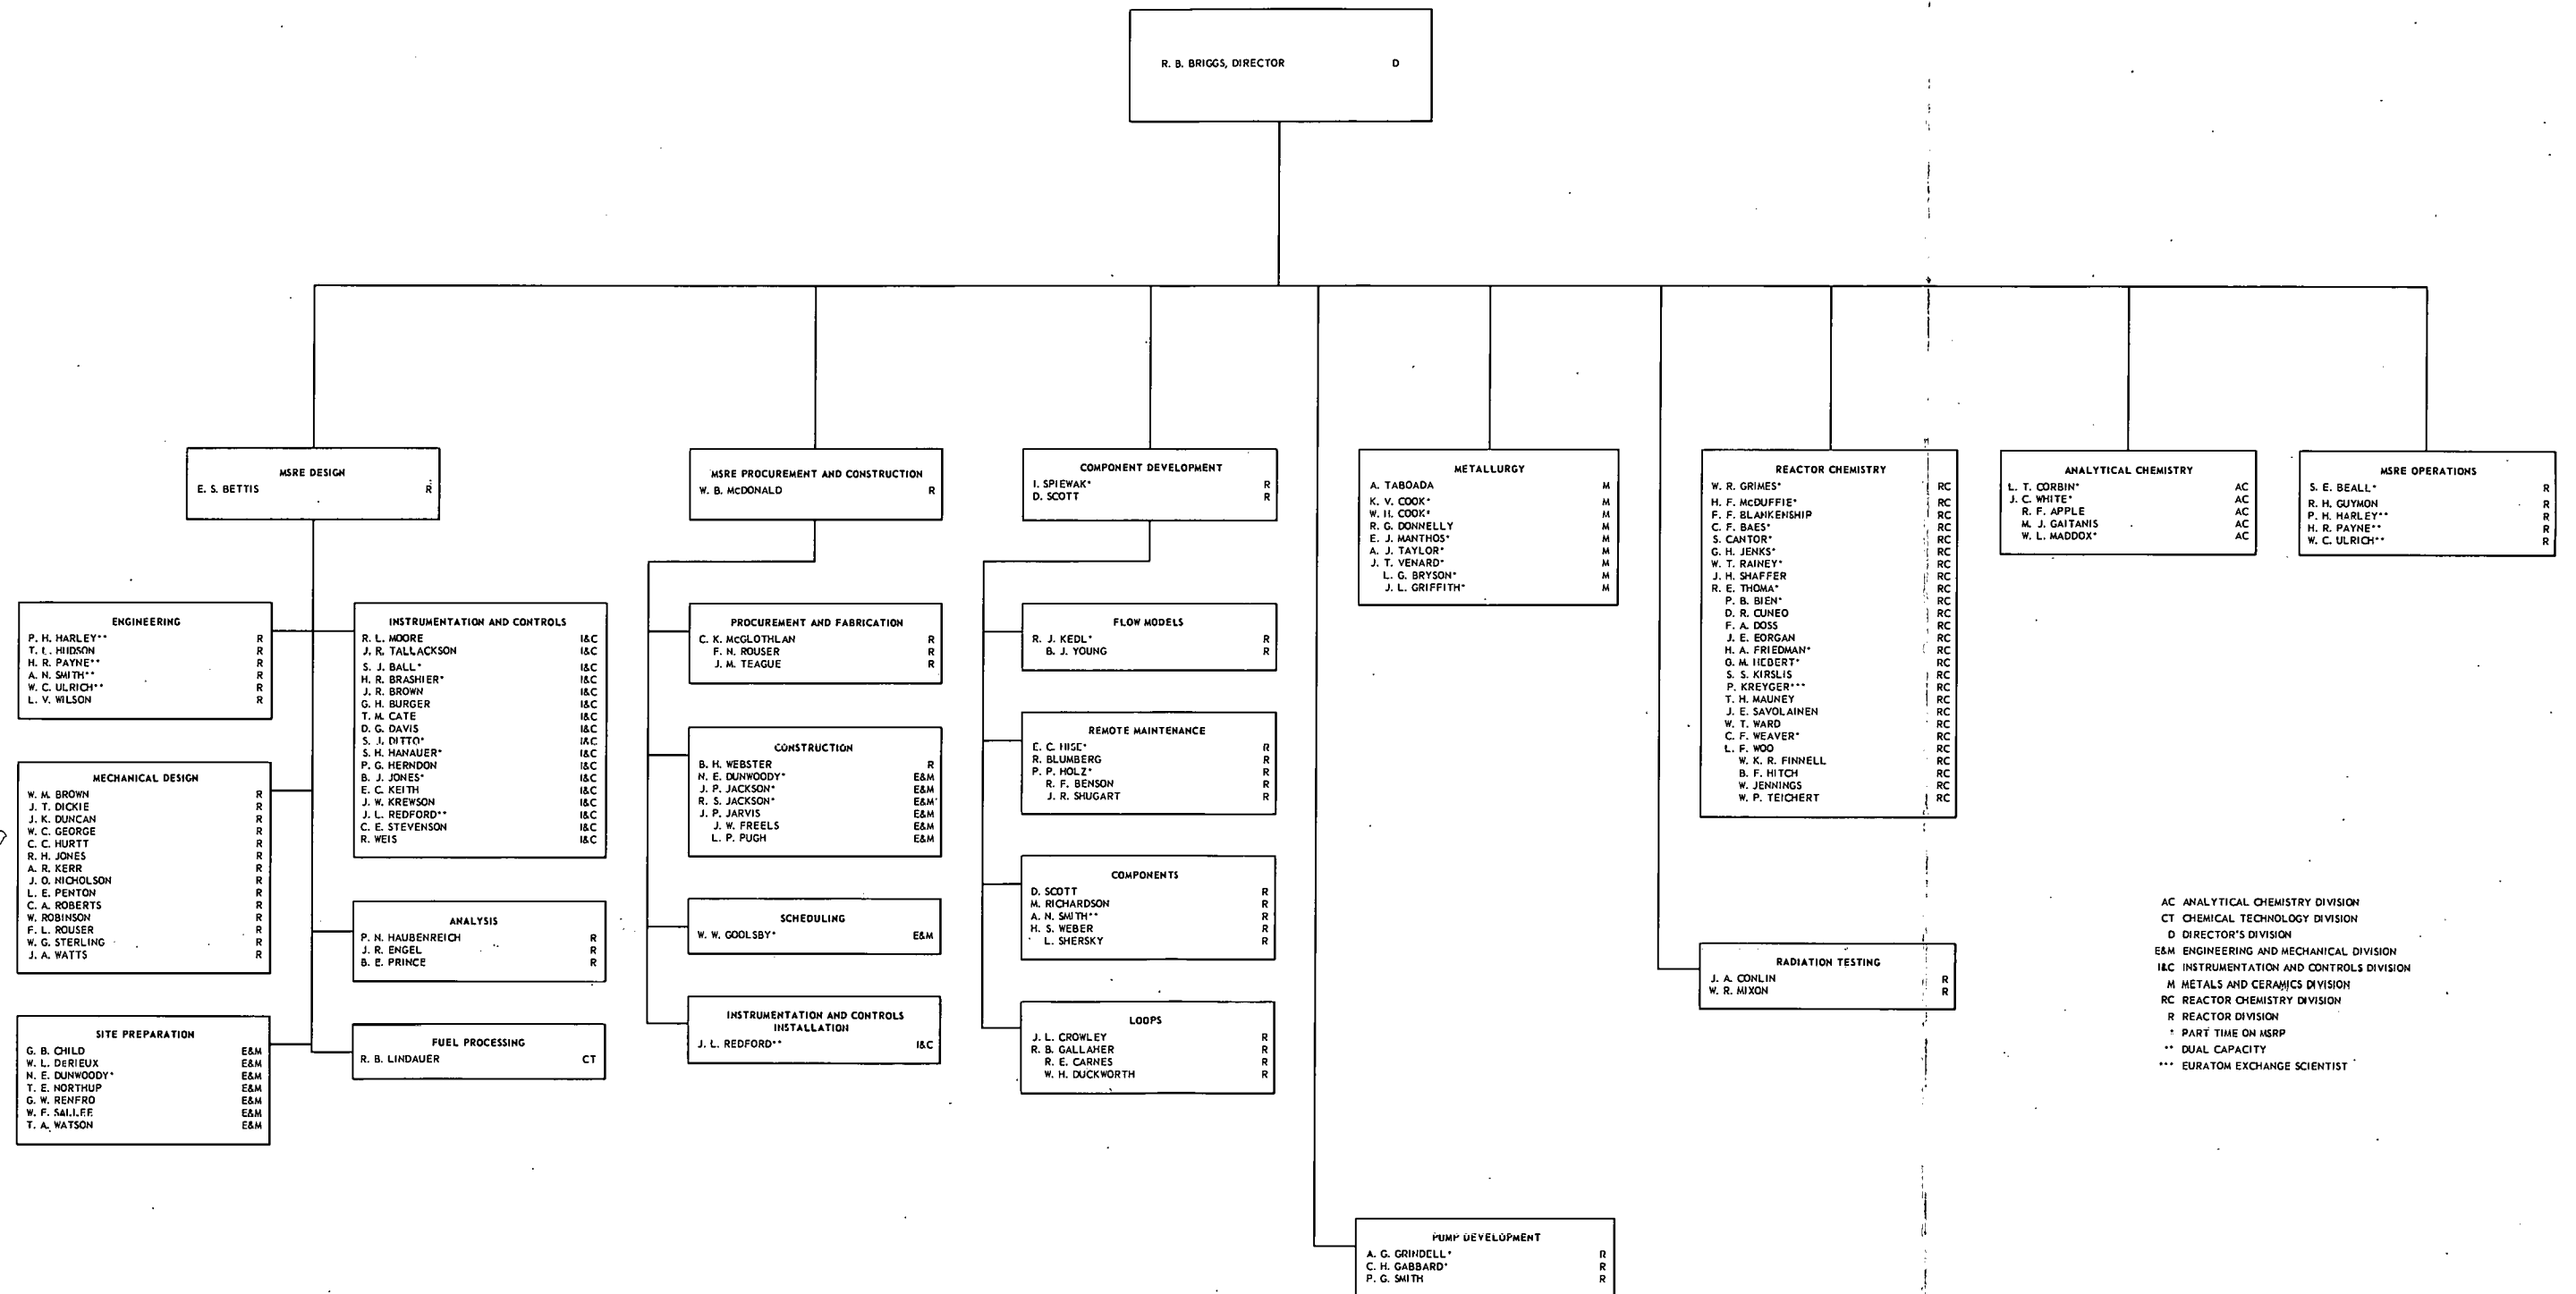 R. B. BRIGGS, DIRECTOR D
MSRE DESIGN
E. S. BETTIS R
ENGINEERING
P. H. HARLEY** R
T. L. HUDSON R
H. R. PAYNE** R
A. N. SMITH** R
W. C. ULRICH** R
L. V. WILSON R
MECHANICAL DESIGN
W. M. BROWN R
J. T. DICKIE R
J. K. DUNCAN R
W. C. GEORGE R
C. C. HURTT R
R. H. JONES R
A. R. KERR R
J. O. NICHOLSON R
L. E. PENTON R
C. A. ROBERTS R
W. ROBINSON R
F. L. ROUSER R
W. G. STERLING R
J. A. WATTS R
SITE PREPARATION
G. B. CHILD E&M
W. L. DERIEUX E&M
N. E. DUNWOODY* E&M
T. E. NORTHUP E&M
G. W. RENFRO E&M
W. F. SALLEE E&M
T. A. WATSON E&M
INSTRUMENTATION AND CONTROLS
R. L. MOORE I&C
J. R. TALLACKSON I&C
S. J. BALL* I&C
H. R. BRASHIER* I&C
J. R. BROWN I&C
G. H. BURGER I&C
T. M. CATE I&C
D. G. DAVIS I&C
S. J. DITTO* I&C
S. H. HANAUER* I&C
P. G. HERNDON I&C
B. J. JONES* I&C
E. C. KEITH I&C
J. W. KREWSON I&C
J. L. REDFORD** I&C
C. E. STEVENSON I&C
R. WEIS I&C
ANALYSIS
P. N. HAUBENREICH R
J. R. ENGEL R
B. E. PRINCE R
FUEL PROCESSING
R. B. LINDAUER CT
MSRE PROCUREMENT AND CONSTRUCTION
W. B. McDONALD R
PROCUREMENT AND FABRICATION
C. K. McGLOTHLAN R
F. N. ROUSER R
J. M. TEAGUE R
CONSTRUCTION
B. H. WEBSTER R
N. E. DUNWOODY* E&M
J. P. JACKSON* E&M
R. S. JACKSON* E&M
J. P. JARVIS E&M
J. W. FREELS E&M
L. P. PUGH E&M
SCHEDULING
W. W. GOOLSBY* E&M
INSTRUMENTATION AND CONTROLS
INSTALLATION
J. L. REDFORD** I&C
COMPONENT DEVELOPMENT
I. SPIEWAK* R
D. SCOTT R
FLOW MODELS
R. J. KEDL* R
B. J. YOUNG R
REMOTE MAINTENANCE
E. C. HISE* R
R. BLUMBERG R
P. P. HOLZ* R
R. F. BENSON R
J. R. SHUGART R
COMPONENTS
D. SCOTT R
M. RICHARDSON R
A. N. SMITH** R
H. S. WEBER R
L. SHERSKY R
LOOPS
J. L. CROWLEY R
R. B. GALLAHER R
R. E. CARNES R
W. H. DUCKWORTH R
PUMP DEVELOPMENT
A. G. GRINDELL* R
C. H. GABBARD* R
P. G. SMITH R
METALLURGY
A. TABOADA M
K. V. COOK* M
W. H. COOK* M
R. G. DONNELLY M
E. J. MANTHOS* M
A. J. TAYLOR* M
J. T. VENARD* M
L. G. BRYSON* M
J. L. GRIFFITH* M
RADIATION TESTING
J. A. CONLIN R
W. R. MIXON R
REACTOR CHEMISTRY
W. R. GRIMES* RC
H. F. McDUFFIE* RC
F. F. BLANKENSHIP RC
C. F. BAES* RC
S. CANTOR* RC
G. H. JENKS* RC
W. T. RAINEY* RC
J. H. SHAFFER RC
R. E. THOMA* RC
P. B. BIEN* RC
D. R. CUNEO RC
F. A. DOSS RC
J. E. EORGAN RC
H. A. FRIEDMAN* RC
G. M. HEBERT* RC
S. S. KIRSLIS RC
P. KREYGER*** RC
T. H. MAUNEY RC
J. E. SAVOLAINEN RC
W. T. WARD RC
C. F. WEAVER* RC
L. F. WOO RC
W. K. R. FINNELL RC
B. F. HITCH RC
W. JENNINGS RC
W. P. TEICHERT RC
ANALYTICAL CHEMISTRY
L. T. CORBIN* AC
J. C. WHITE* AC
R. F. APPLE AC
M. J. GAITANIS AC
W. L. MADDOX* AC
MSRE OPERATIONS
S. E. BEALL* R
R. H. GUYMON R
P. H. HARLEY** R
H. R. PAYNE** R
W. C. ULRICH** R
AC ANALYTICAL CHEMISTRY DIVISION
CT CHEMICAL TECHNOLOGY DIVISION
D DIRECTOR'S DIVISION
E&M ENGINEERING AND MECHANICAL DIVISION
I&C INSTRUMENTATION AND CONTROLS DIVISION
M METALS AND CERAMICS DIVISION
RC REACTOR CHEMISTRY DIVISION
R REACTOR DIVISION
* PART TIME ON MSRP
** DUAL CAPACITY
*** EURATOM EXCHANGE SCIENTIST